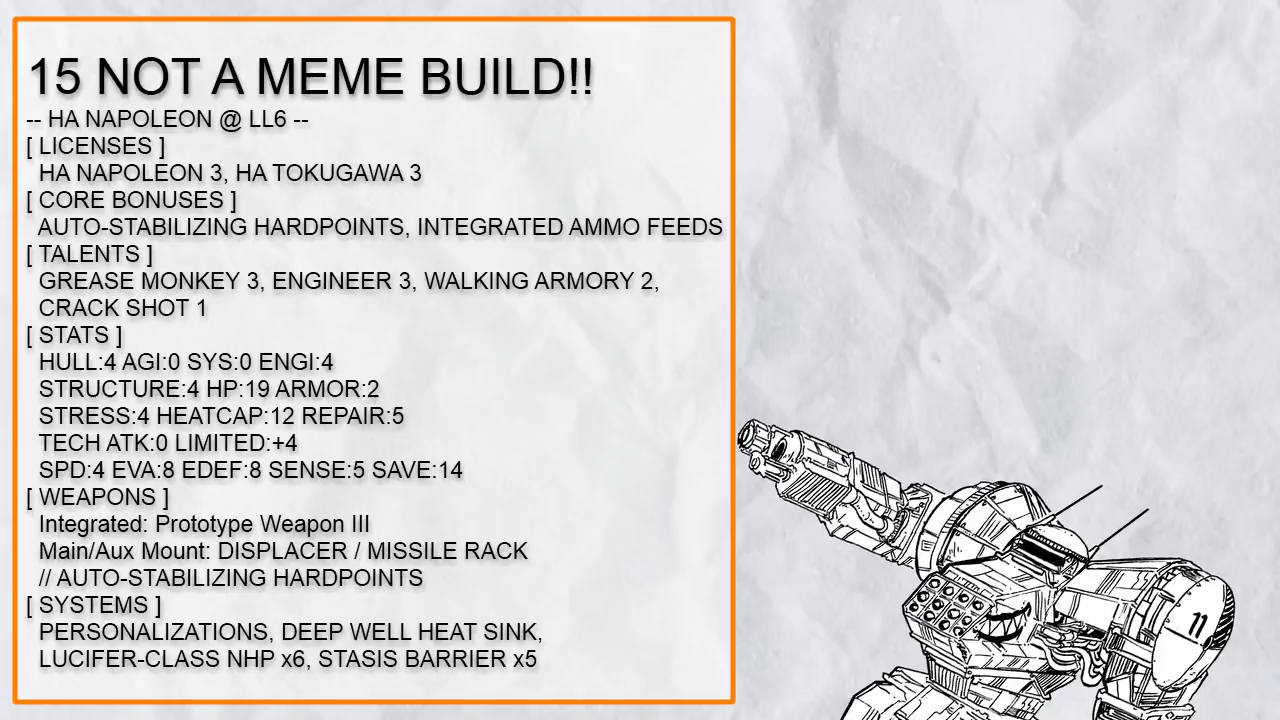 15 NOT A MEME BUILD!!
-- HA NAPOLEON @ LL6 --
[ LICENSES ]
HA NAPOLEON 3, HA TOKUGAWA 3
[ CORE BONUSES ]
AUTO-STABILIZING HARDPOINTS, INTEGRATED AMMO FEEDS
[ TALENTS ]
GREASE MONKEY 3, ENGINEER 3, WALKING ARMORY 2,
CRACK SHOT 1
[ STATS ]
HULL:4 AGI:0 SYS:0 ENGI:4
STRUCTURE:4 HP:19 ARMOR:2
STRESS:4 HEATCAP:12 REPAIR:5
TECH ATK:0 LIMITED:+4
SPD:4 EVA:8 EDEF:8 SENSE:5 SAVE:14
[ WEAPONS ]
Integrated: Prototype Weapon III
Main/Aux Mount: DISPLACER / MISSILE RACK
// AUTO-STABILIZING HARDPOINTS
[ SYSTEMS ]
PERSONALIZATIONS, DEEP WELL HEAT SINK,
LUCIFER-CLASS NHP x6, STASIS BARRIER x5
11